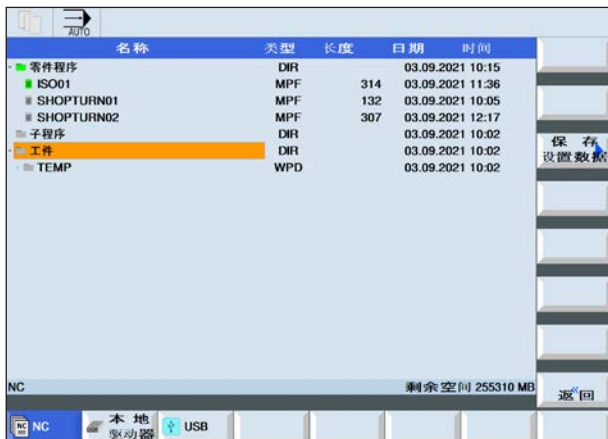 AUTO
名称 类型 长度 日期 时间
零件程序 DIR 03.09.2021 10:15
ISO01 MPF 314 03.09.2021 11:36
SHOPTURN01 MPF 132 03.09.2021 10:05
SHOPTURN02 MPF 307 03.09.2021 12:17
子程序 DIR 03.09.2021 10:02
工件 DIR 03.09.2021 10:02
TEMP WPD 03.09.2021 10:02
保存
设置数据
NC 剩余空间 255310 MB
返回
NC NC 本地
驱动器 USB